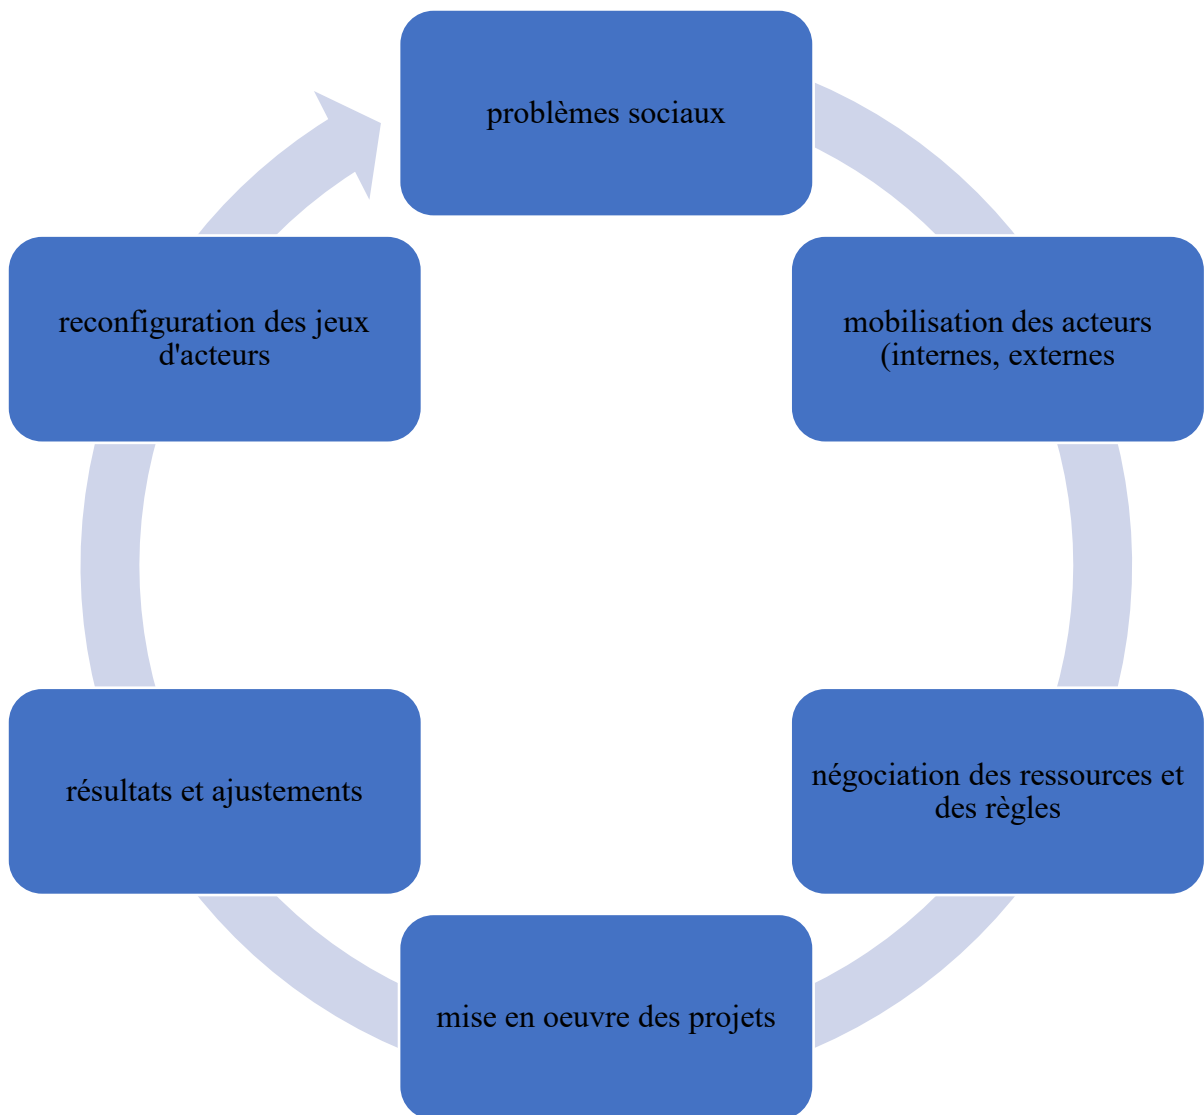 problèmes sociaux
mobilisation des acteurs
(internes, externes
négociation des ressources et
des règles
mise en oeuvre des projets
résultats et ajustements
reconfiguration des jeux
d'acteurs